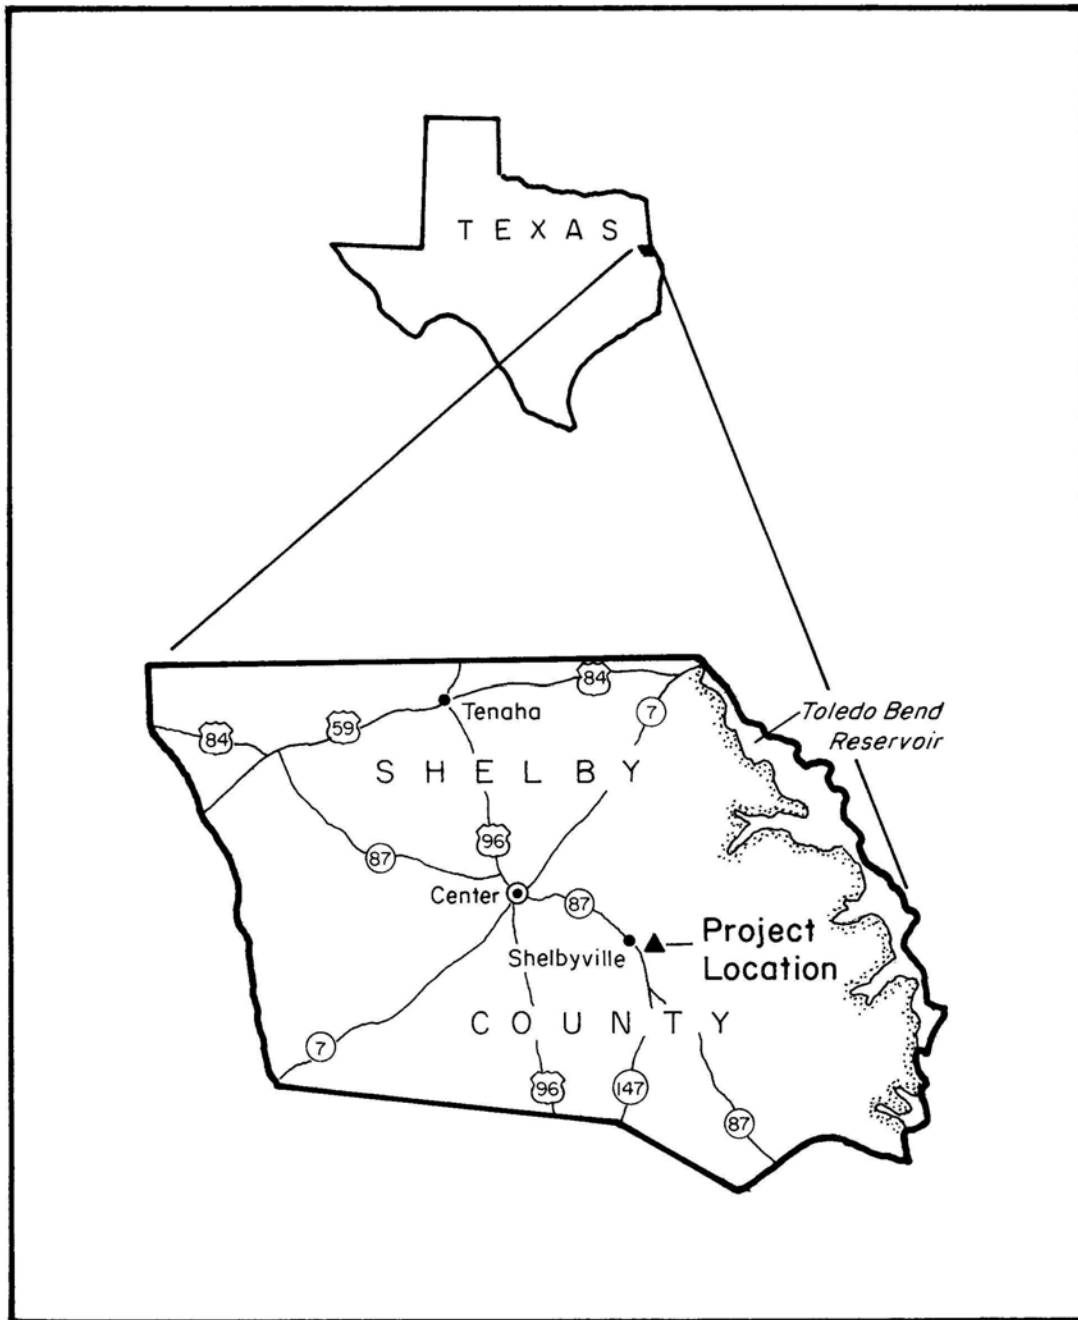 TEXAS
84
Tenaha
7
Toledo Bend
Reservoir
84
59
SHELBY
96
87
Center
87
Project
Location
Shelbyville
COUNTY
7
96
147
87